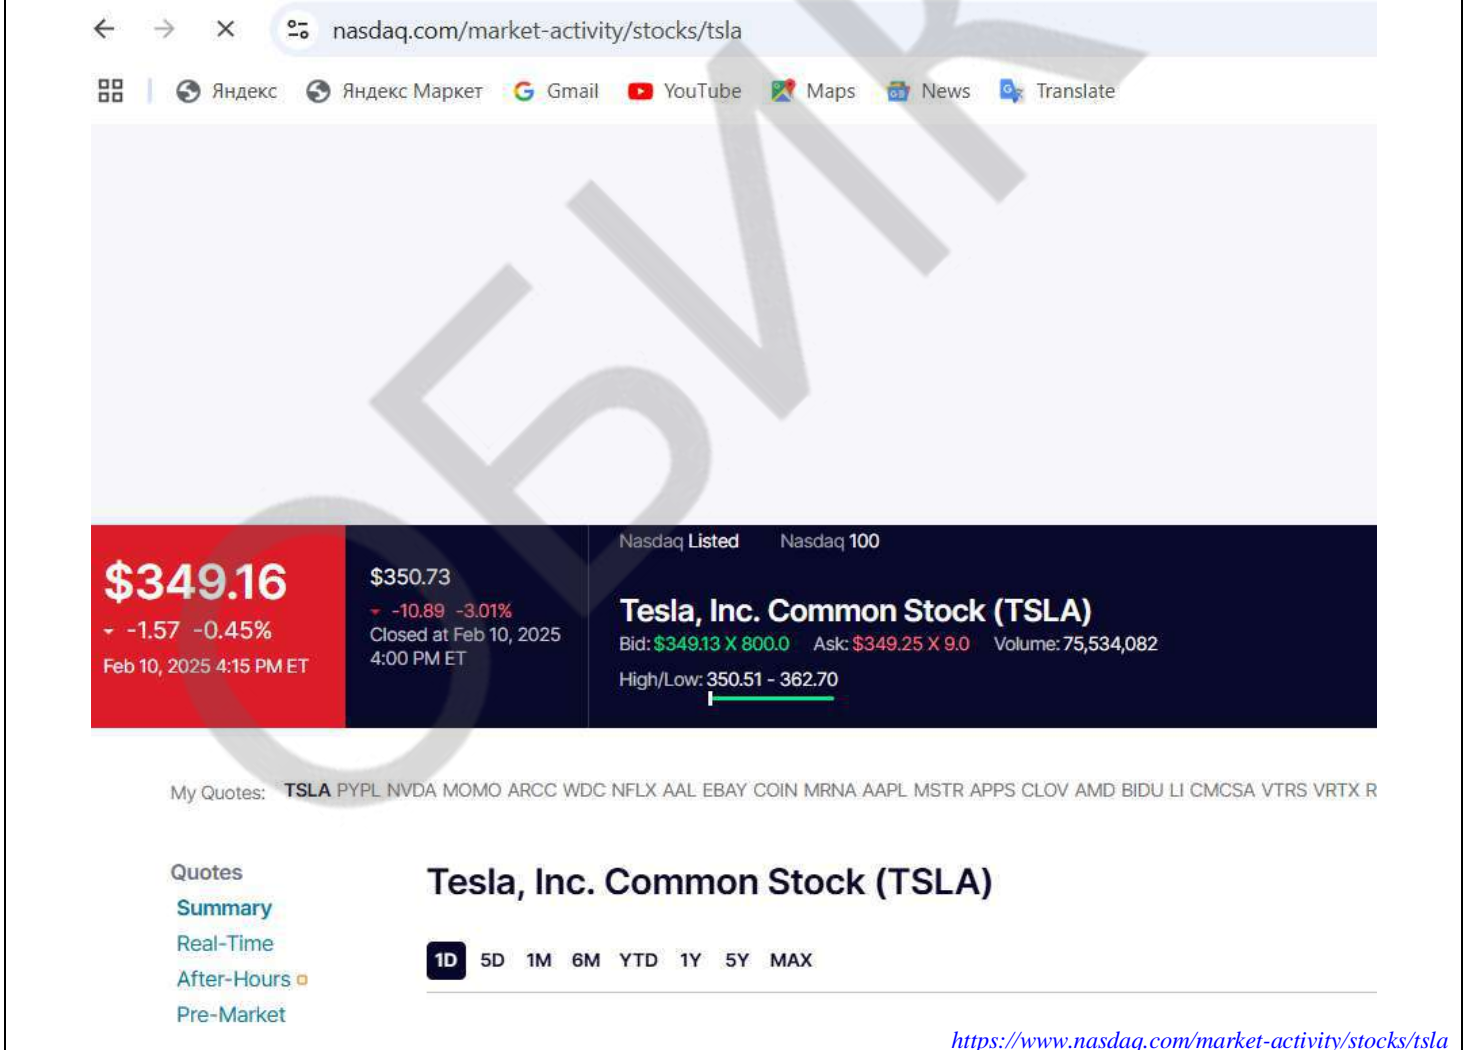 nasdaq.com/market-activity/stocks/tsla
Яндекс Яндекс Маркет Gmail YouTube Maps News Translate
ОБИК
$349.16
-1.57 -0.45%
Feb 10, 2025 4:15 PM ET
$350.73
-10.89 -3.01%
Closed at Feb 10, 2025
4:00 PM ET
Nasdaq Listed Nasdaq 100
Tesla, Inc. Common Stock (TSLA)
Bid: $349.13 X 800.0 Ask: $349.25 X 9.0 Volume: 75,534,082
High/Low: 350.51 - 362.70
My Quotes: TSLA PYPL NVDA MOMO ARCC WDC NFLX AAL EBAY COIN MRNA AAPL MSTR APPS CLOV AMD BIDU LI CMCSA VTRS VRTX R
Quotes
Summary
Real-Time
After-Hours
Pre-Market
Tesla, Inc. Common Stock (TSLA)
1D 5D 1M 6M YTD 1Y 5Y MAX
https://www.nasdaq.com/market-activity/stocks/tsla